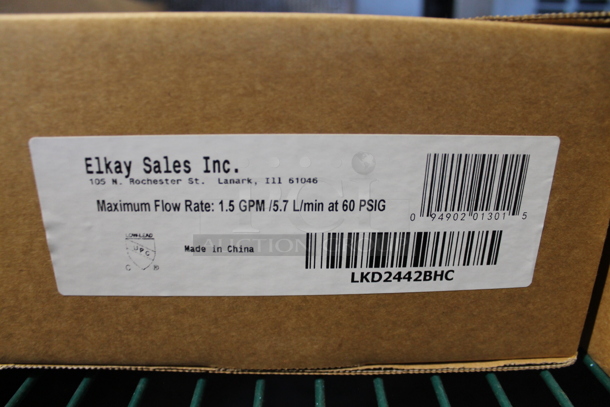 Elkay Sales Inc.
105 N. Rochester St. Lanark, Ill 61046
Maximum Flow Rate: 1.5 GPM /5.7 L/min at 60 PSIG
0 94902 01301 5
UPC
C
Made in China
LKD2442BHC